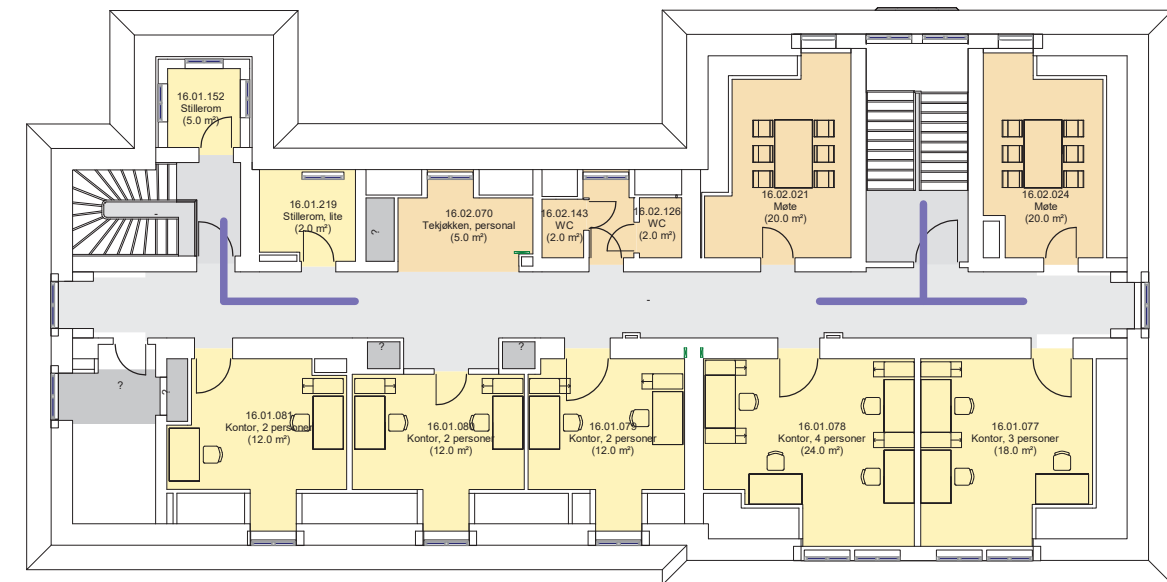 16.01.152
Stillerom
(5.0 m²)
16.01.219
Stillerom, lite
(2.0 m²)
?
16.02.070
Tekjøkken, personal
(5.0 m²)
16.02.143
WC
(2.0 m²)
16.02.126
WC
(2.0 m²)
16.02.021
Møte
(20.0 m²)
16.02.024
Møte
(20.0 m²)
-
-
?
?
?
?
16.01.081
Kontor, 2 personer
(12.0 m²)
16.01.080
Kontor, 2 personer
(12.0 m²)
16.01.079
Kontor, 2 personer
(12.0 m²)
16.01.078
Kontor, 4 personer
(24.0 m²)
16.01.077
Kontor, 3 personer
(18.0 m²)